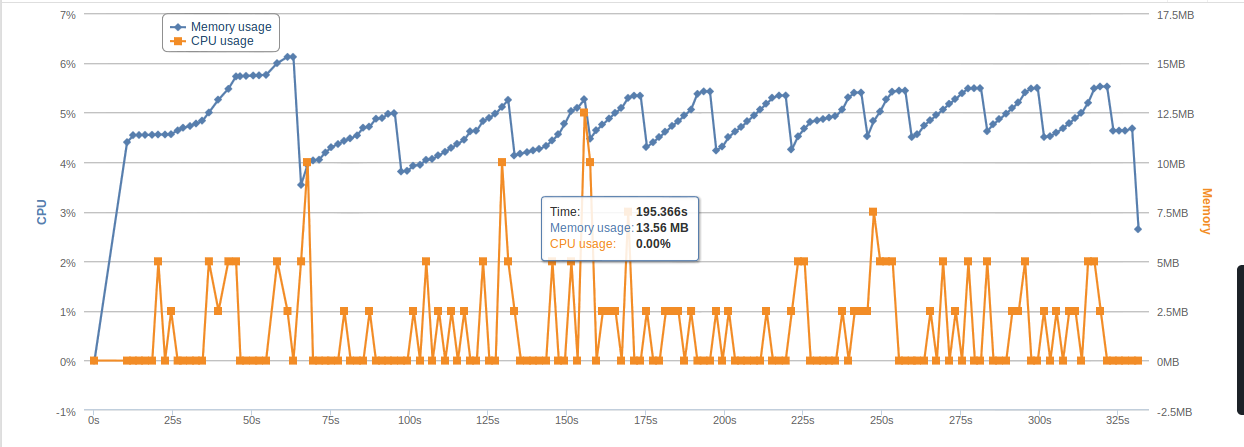 7% 17.5MB
Memory usage
CPU usage
6% 15MB
5% 12.5MB
4% 10MB
3% 7.5MB
CPU
Memory
Time: 195.366s
Memory usage: 13.56 MB
CPU usage: 0.00%
2% 5MB
1% 2.5MB
0% 0MB
-1% -2.5MB
0s 25s 50s 75s 100s 125s 150s 175s 200s 225s 250s 275s 300s 325s